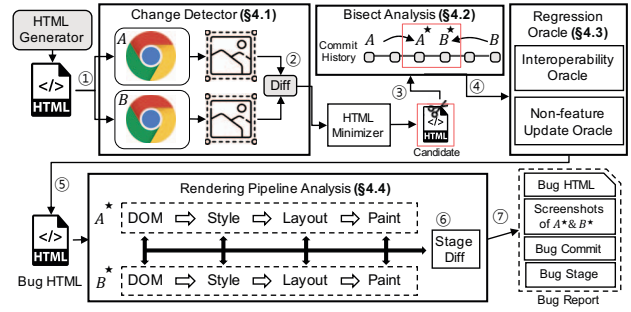 HTML
Generator
</>
HTML
①
Change Detector (§4.1)
A
B
②
Diff
HTML
Minimizer
Bisect Analysis (§4.2)
Commit
History
A
A★
B★
B
③
④
</>
HTML
Candidate
Regression
Oracle (§4.3)
Interoperability
Oracle
Non-feature
Update Oracle
⑤
</>
HTML
Bug HTML
Rendering Pipeline Analysis (§4.4)
A★
DOM
Style
Layout
Paint
B★
DOM
Style
Layout
Paint
⑥
Stage
Diff
⑦
Bug HTML
Screenshots
of A★& B★
Bug Commit
Bug Stage
Bug Report